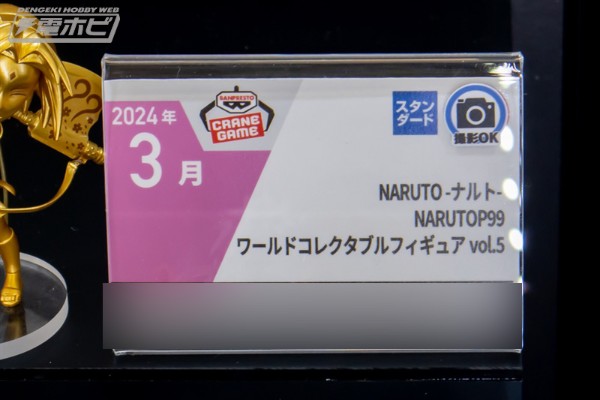 DENGEKI HOBBY WEB
電ホビ
2024年
3月
BANPRESTO
CRANE
GAME
スタン
ダード
撮影OK
NARUTO -ナルト-
NARUTOP99
ワールドコレクタブルフィギュア vol.5